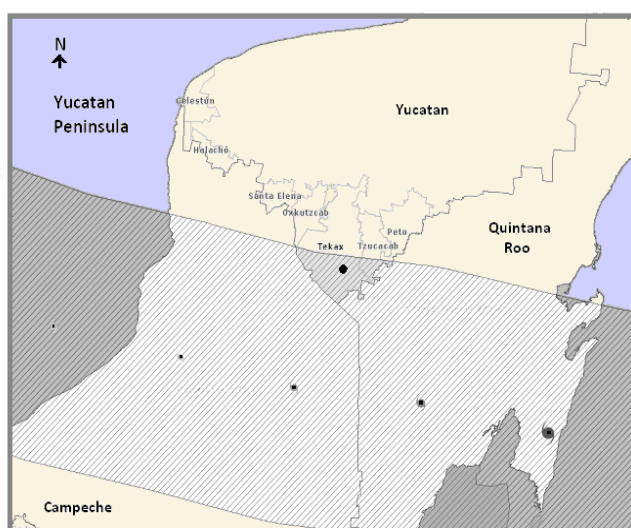 N
Yucatan
Peninsula
Celestún
Yucatan
Halachó
Santa Elena
Oxkutzcab
Peto
Quintana
Roo
Tekax
Tzucacab
Campeche